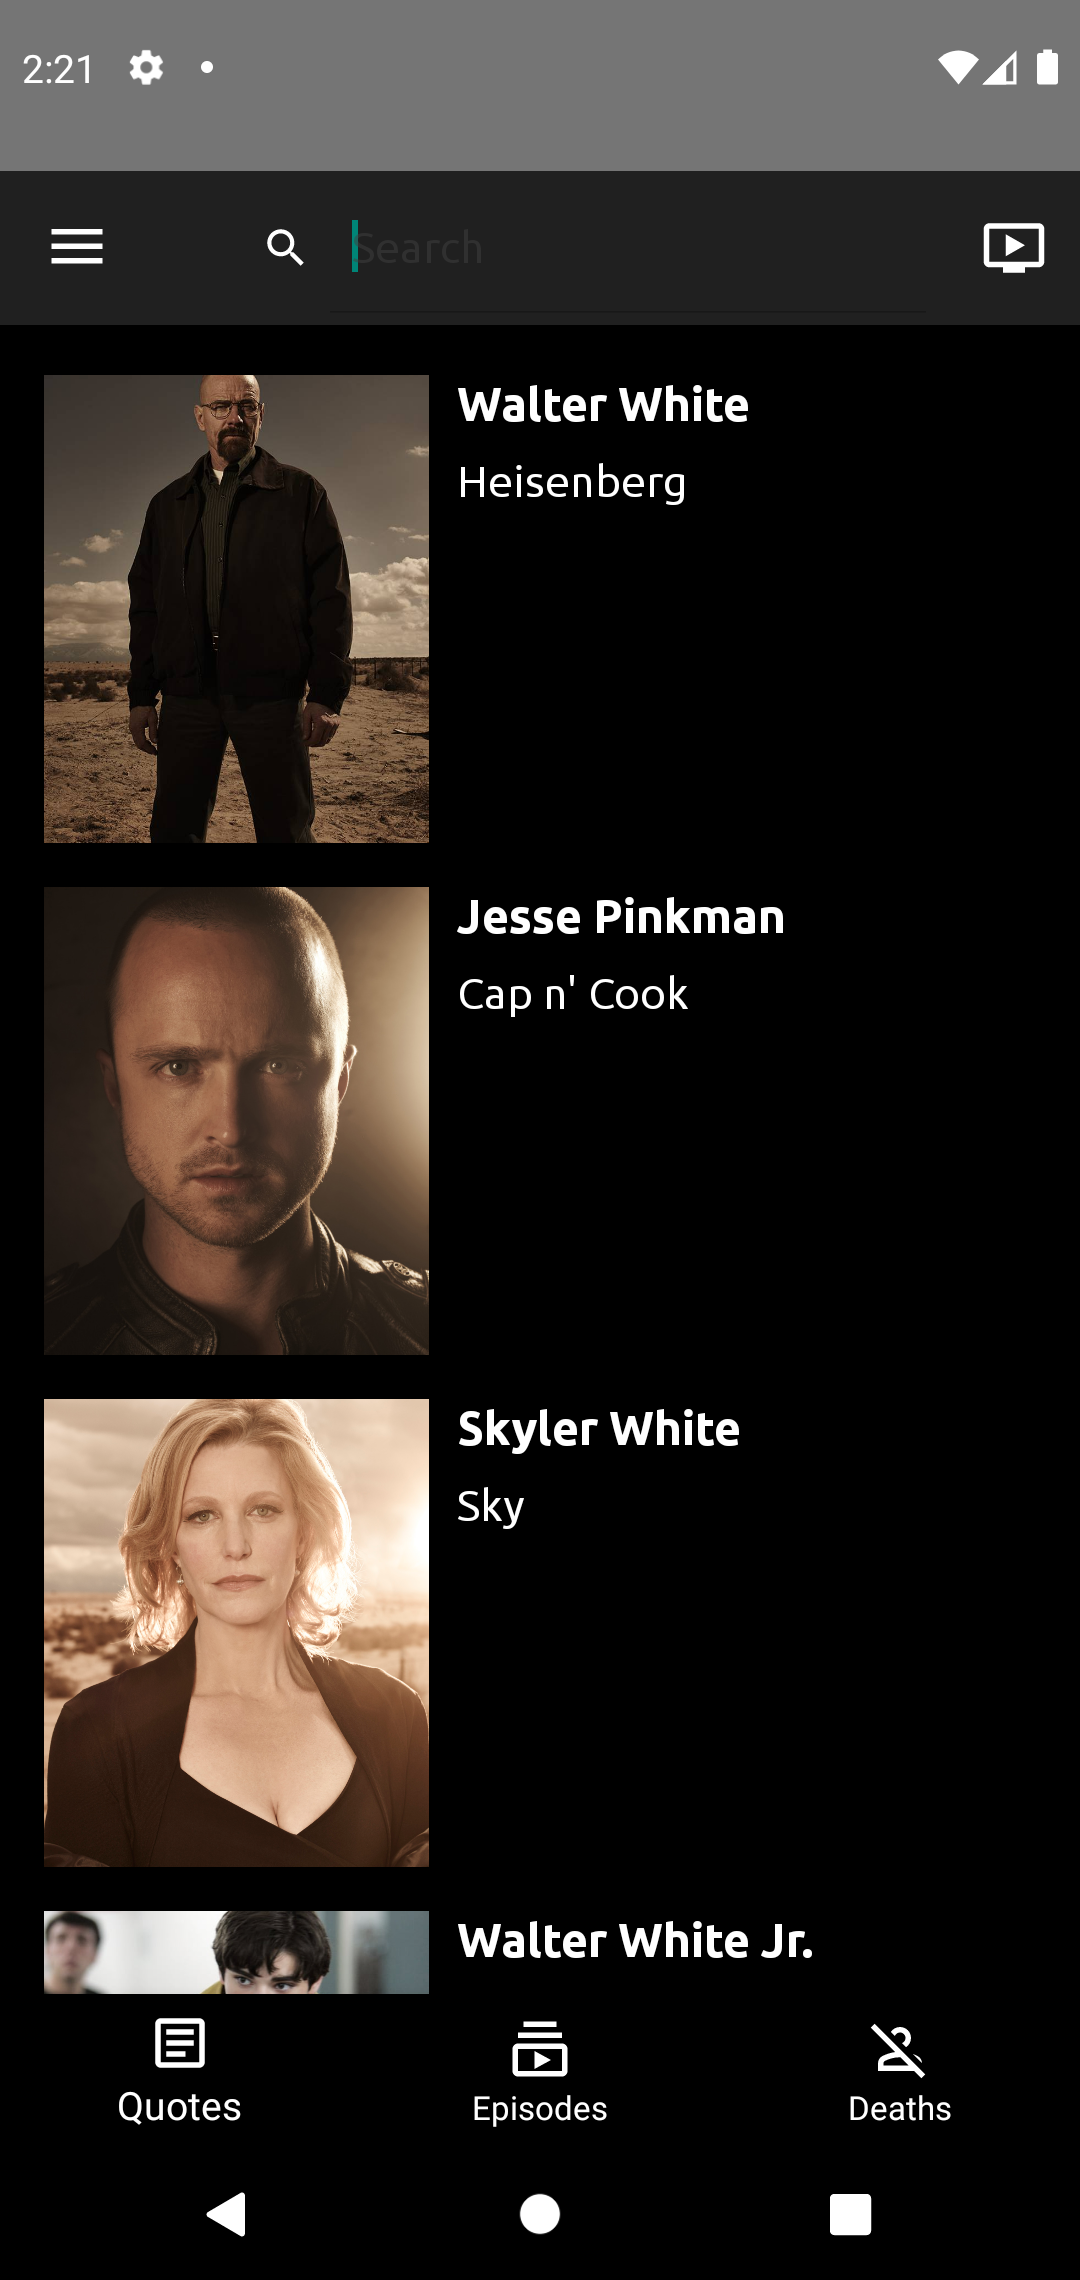 2:21
Search
Walter White
Heisenberg
Jesse Pinkman
Cap n' Cook
Skyler White
Sky
Walter White Jr.
Quotes
Episodes
Deaths